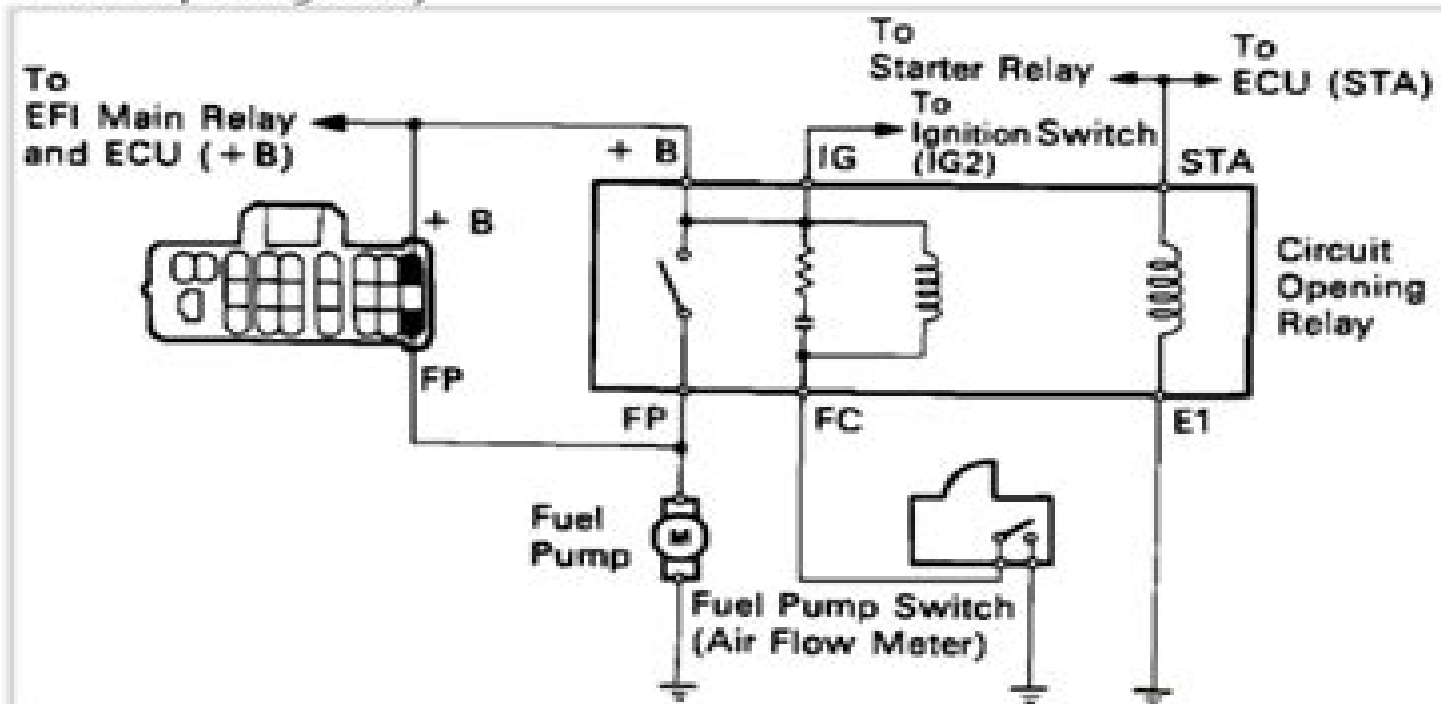 To
EFI Main Relay
and ECU (+B)
To
Starter Relay
To
ECU (STA)
To
Ignition Switch
(IG2)
+ B
IG
STA
+ B
Circuit
Opening
Relay
FP
FP
FC
E1
Fuel
Pump
M
Fuel Pump Switch
(Air Flow Meter)